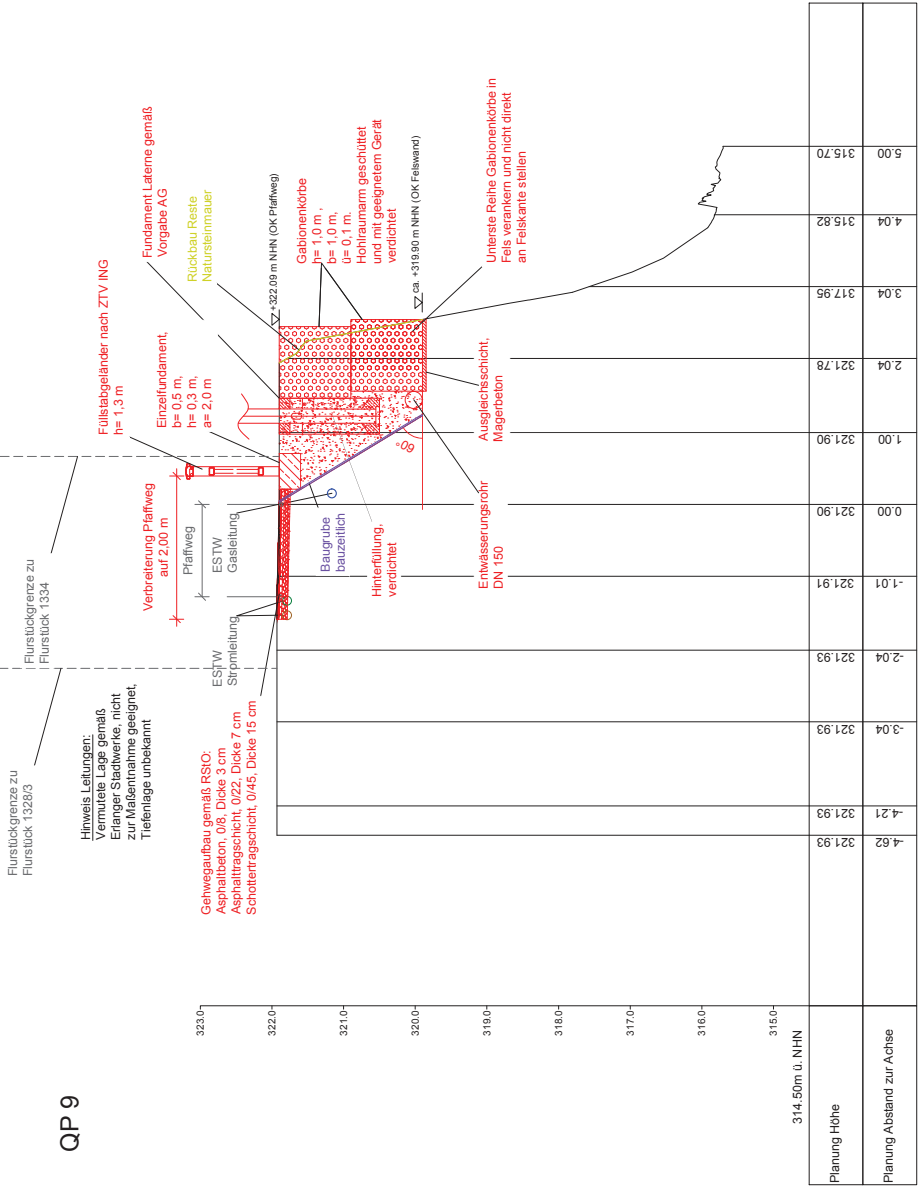 QP 9
Flurstückgrenze zu
Flurstück 1328/3
Flurstückgrenze zu
Flurstück 1334
Hinweis Leitungen:
Vermutete Lage gemäß
Erlanger Stadtwerke, nicht
zur Maßentnahme geeignet,
Tiefenlage unbekannt
Gehwegaufbau gemäß RStO:
Asphaltbeton, 0/8, Dicke 3 cm
Asphalttragschicht, 0/22, Dicke 7 cm
Schottertragschicht, 0/45, Dicke 15 cm
Verbreiterung Pfaffweg
auf 2,00 m
Pfaffweg
ESTW
Stromleitung
ESTW
Gasleitung
Füllstabgeländer nach ZTV ING
h= 1,3 m
Einzelfundament,
b= 0,5 m,
h= 0,3 m,
a= 2,0 m
Fundament Laterne gemäß
Vorgabe AG
Rückbau Reste
Natursteinmauer
+322.09 m NHN (OK Pfaffweg)
Gabionenkörbe
h= 1,0 m ,
b= 1,0 m,
ü= 0,1 m.
Hohlraumarm geschüttet
und mit geeignetem Gerät
verdichtet
ca. +319.90 m NHN (OK Felswand)
Unterste Reihe Gabionenkörbe in
Fels verankern und nicht direkt
an Felskante stellen
Baugrube
bauzeitlich
Hinterfüllung,
verdichtet
60°
Entwässerungsrohr
DN 150
Ausgleichsschicht,
Magerbeton
323.0
322.0
321.0
320.0
319.0
318.0
317.0
316.0
315.0
314.50m ü. NHN
Planung Höhe
321.93
321.93
321.93
321.93
321.91
321.90
321.90
321.78
317.95
315.82
315.70
Planung Abstand zur Achse
-4.62
-4.21
-3.04
-2.04
-1.01
0.00
1.00
2.04
3.04
4.04
5.00